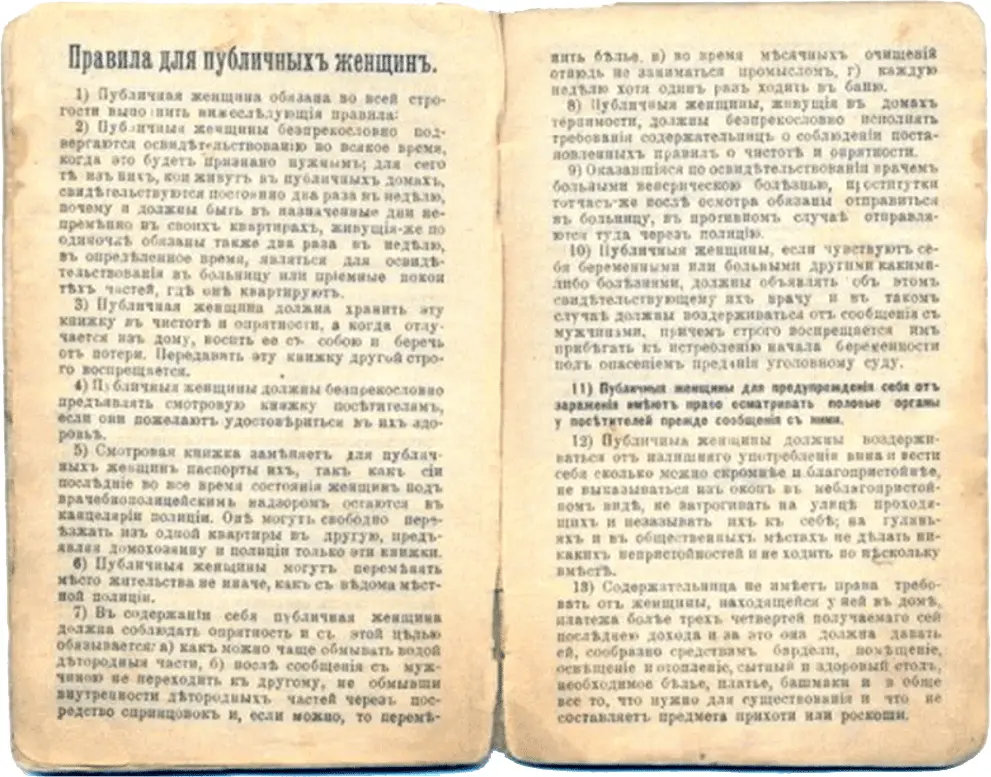 Правила для публичныхъ женщинъ.
1) Публичная женщина обязана во всей стро-
гости выполнить нижеслѣдующія правила:
2) Публичныя женщины безпрекословно под-
вергаются освидѣтельствованію во всякое время,
когда это будетъ признано нужнымъ; для сего
тѣ изъ нихъ, кои живутъ въ публичныхъ домахъ,
свидѣтельствуются постоянно два раза въ недѣлю,
почему и должны быть въ назначенные дни не-
премѣнно въ своихъ квартирахъ, живущія-же по
одиночкѣ обязаны также два раза въ недѣлю,
въ опредѣленное время, являться для освидѣ-
тельствованія въ больницу или пріемные покои
тѣхъ частей, гдѣ онѣ квартируютъ.
3) Публичная женщина должна хранить эту
книжку въ чистотѣ и опрятности, а когда отлу-
чается изъ дому, носить ее съ собою и беречь
отъ потери. Передавать эту книжку другой стро-
го воспрещается.
4) Публичныя женщины должны безпрекословно
предъявлять смотровую книжку посѣтителямъ,
если они пожелаютъ удостовѣриться въ ихъ здо-
ровьѣ.
5) Смотровая книжка замѣняетъ для публич-
ныхъ женщинъ паспорты ихъ, такъ какъ сіи
послѣдніе во все время состоянія женщинъ подъ
врачебнополицейскимъ надзоромъ остаются въ
канцеляріи полиціи. Онѣ могутъ свободно переѣ-
зжать изъ одной квартиры въ другую, предъ-
являя домохозяину и полиціи только эти книжки.
6) Публичныя женщины могутъ перемѣнять
мѣсто жительства не иначе, какъ съ вѣдома мѣст-
ной полиціи.
7) Въ содержаніи себя публичная женщина
должна соблюдать опрятность и съ этой цѣлью
обязывается: а) какъ можно чаще обмывать водой
дѣтородныя части, б) послѣ сообщенія съ муж-
чиною не переходить къ другому, не обмывши
внутренности дѣтородныхъ частей черезъ пос-
редство спринцовокъ и, если можно, то перемѣ-
нить бѣлье, в) во время мѣсячныхъ очищеній
отнюдь не заниматься промысломъ, г) каждую
недѣлю хотя одинъ разъ ходить въ баню.
8) Публичныя женщины, живущія въ домахъ
терпимости, должны безпрекословно исполнять
требованія содержательницъ о соблюденіи поста-
новленныхъ правилъ о чистотѣ и опрятности.
9) Оказавшіяся по освидѣтельствованіи врачемъ
больными венерическою болѣзнью, проститутки
тотчасъ-же послѣ осмотра обязаны отправиться
въ больницу, въ противномъ случаѣ отправля-
ются туда черезъ полицію.
10) Публичныя женщины, если чувствуютъ се-
бя беременными или больными другими какими-
либо болѣзнями, должны объявлять объ этомъ
свидѣтельствующему ихъ врачу и въ такомъ
случаѣ должны воздерживаться отъ сообщенія съ
мужчинами, причемъ строго воспрещается имъ
прибѣгать къ истребленію начала беременности
подъ опасеніемъ преданія уголовному суду.
11) Публичныя женщины для предупрежденія себя отъ
зараженія имѣютъ право осматривать половые органы
у посѣтителей прежде сообщенія съ ними.
12) Публичныя женщины должны воздержи-
ваться отъ излишняго употребленія вина и вести
себя сколько можно скромнѣе и благопристойнѣе,
не выказываться изъ оконъ въ неблагопристой-
номъ видѣ, не затрогивать на улицѣ проходя-
щихъ и незазывать ихъ къ себѣ; на гулянь-
яхъ и въ общественныхъ мѣстахъ не дѣлать ни-
какихъ непристойностей и не ходить по нѣскольку
вмѣстѣ.
13) Содержательница не имѣетъ права требо-
вать отъ женщины, находящейся у ней въ домѣ,
платежа болѣе трехъ четвертей получаемаго сей
послѣднею дохода и за это она должна давать
ей, сообразно средствамъ бардели, помѣщеніе,
освѣщеніе и отопленіе, сытный и здоровый столъ,
необходимое бѣлье, платье, башмаки и въ обще
все то, что нужно для существованія и что не
составляетъ предмета прихоти или роскоши.